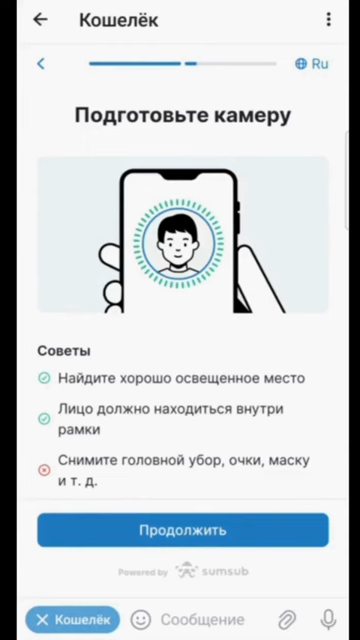 Кошелёк
Ru
Подготовьте камеру
Советы
Найдите хорошо освещенное место
Лицо должно находиться внутри
рамки
Снимите головной убор, очки, маску
и т. д.
Продолжить
Powered by sumsub
Кошелёк
Сообщение